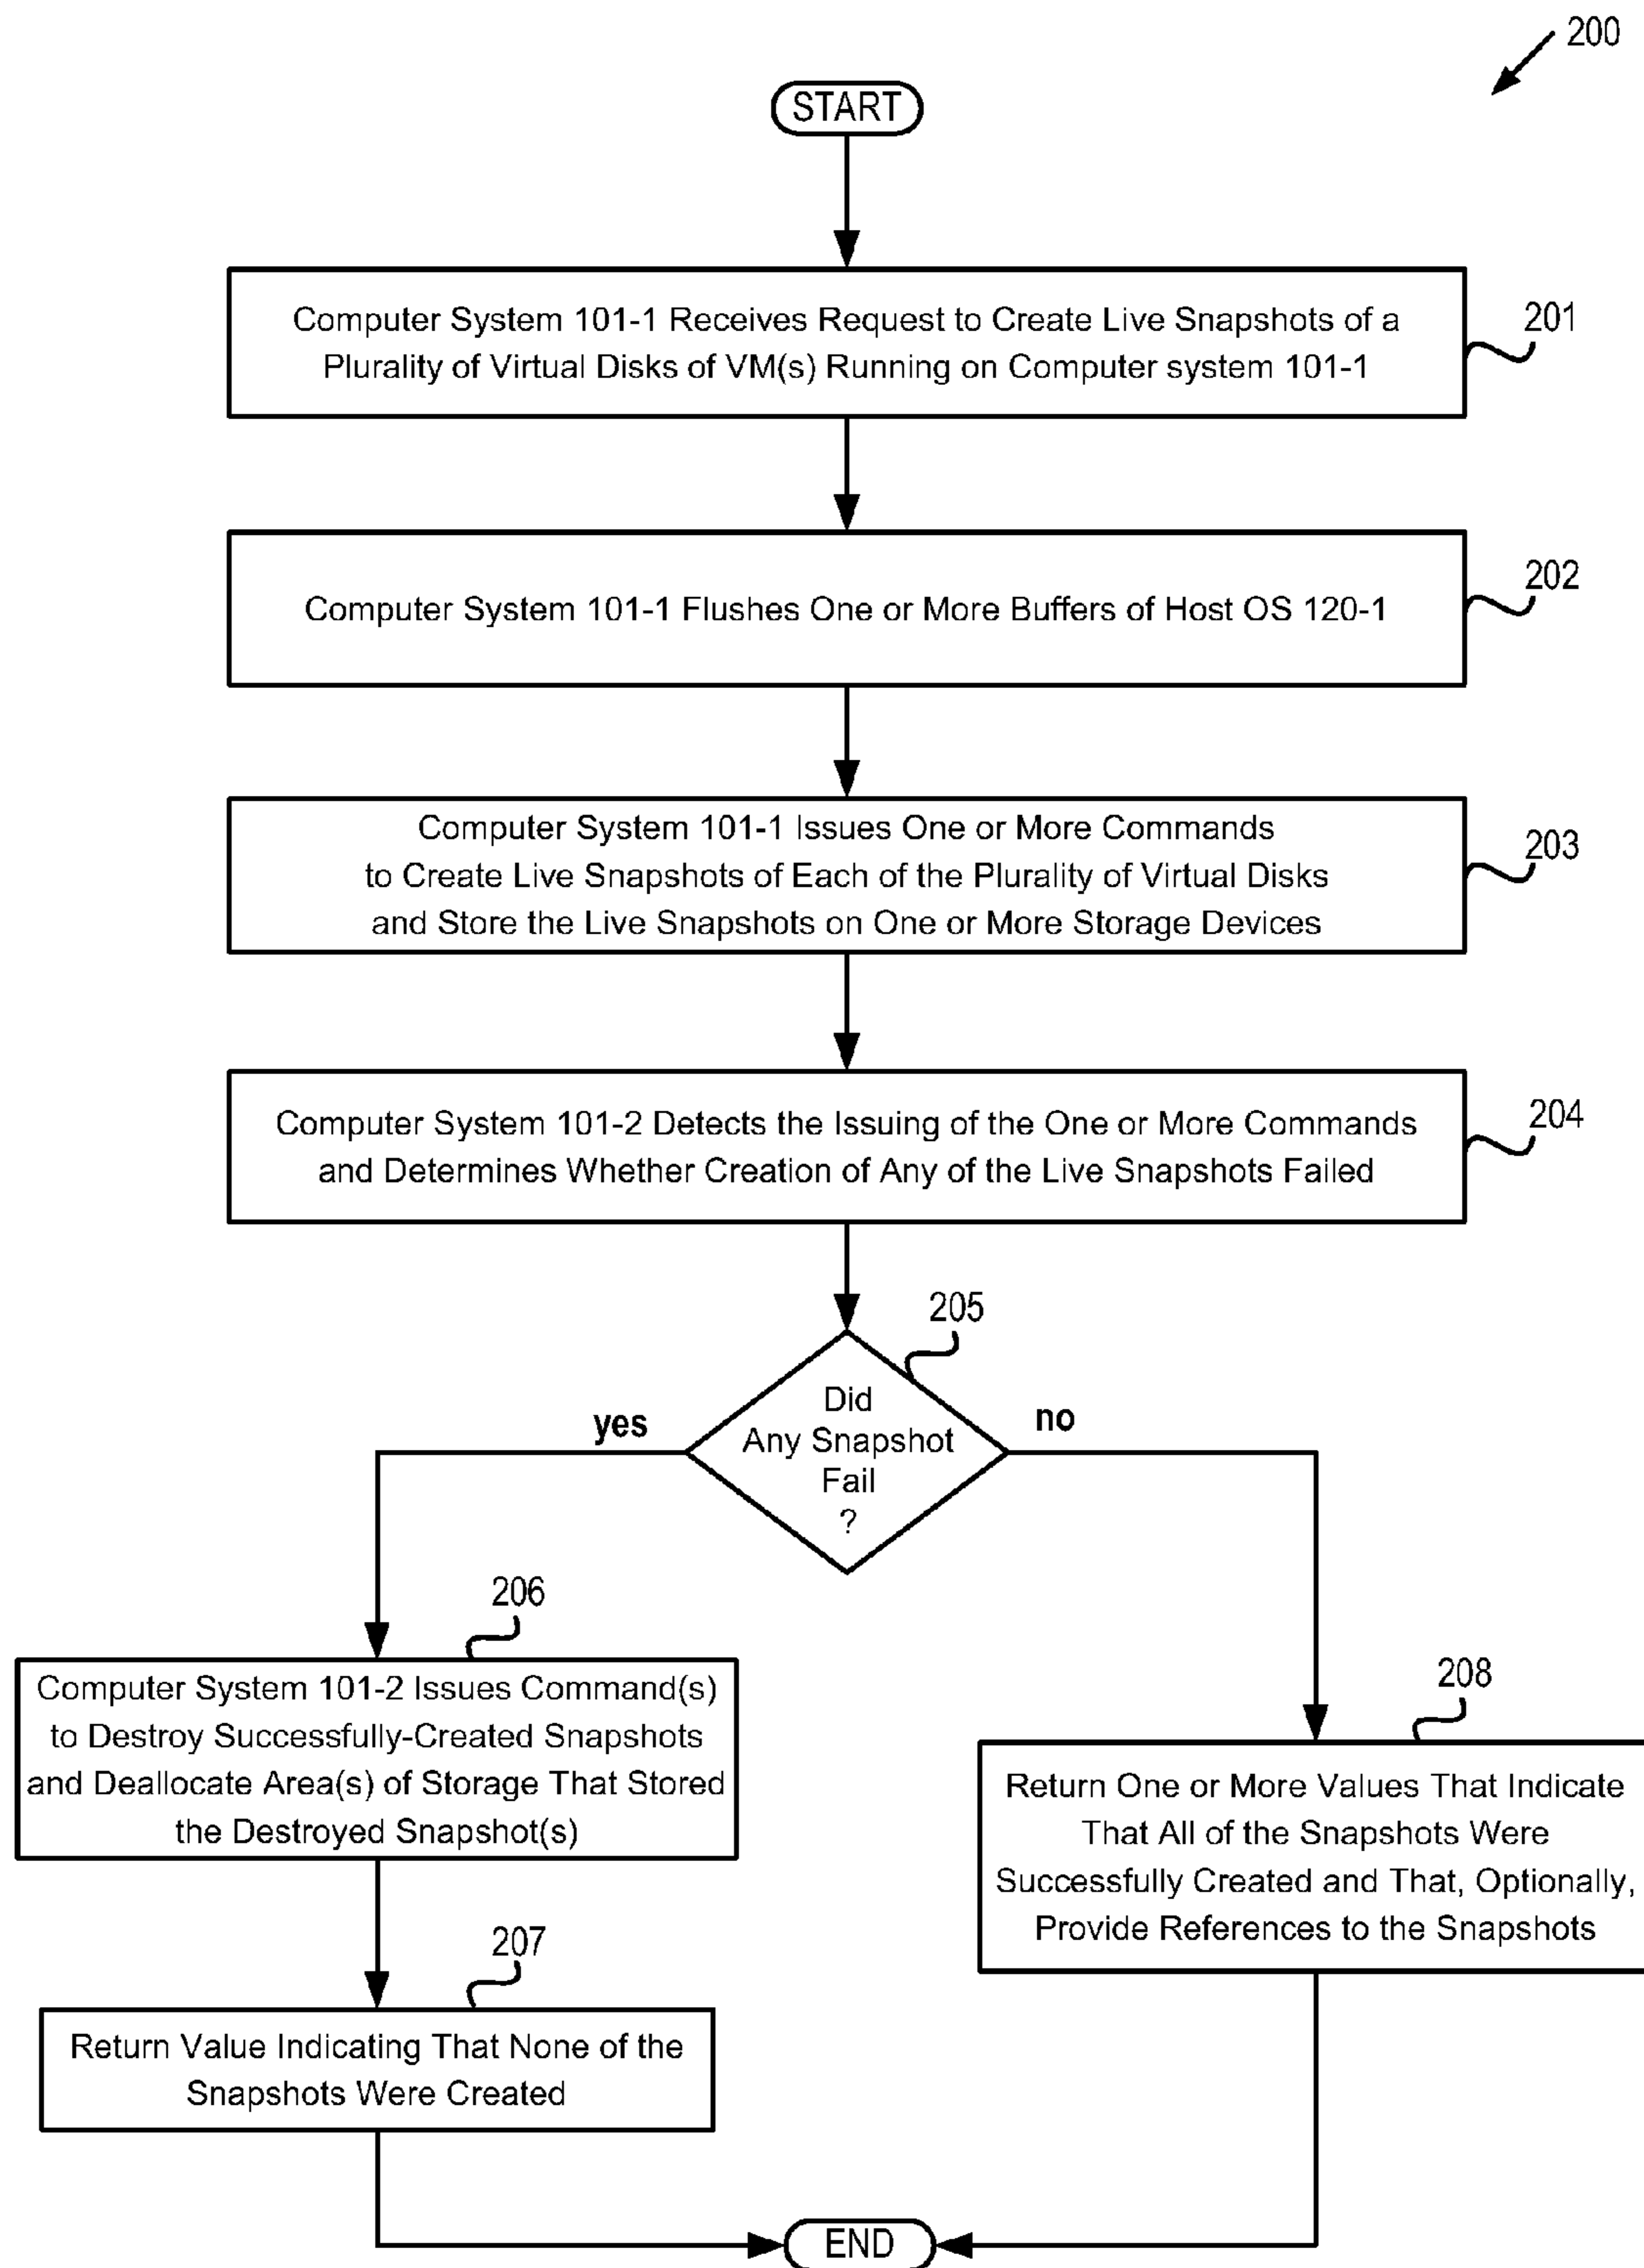 200
START
Computer System 101-1 Receives Request to Create Live Snapshots of a
Plurality of Virtual Disks of VM(s) Running on Computer system 101-1
201
Computer System 101-1 Flushes One or More Buffers of Host OS 120-1
202
Computer System 101-1 Issues One or More Commands
to Create Live Snapshots of Each of the Plurality of Virtual Disks
and Store the Live Snapshots on One or More Storage Devices
203
Computer System 101-2 Detects the Issuing of the One or More Commands
and Determines Whether Creation of Any of the Live Snapshots Failed
204
205
Did
Any Snapshot
Fail
?
yes
no
206
Computer System 101-2 Issues Command(s)
to Destroy Successfully-Created Snapshots
and Deallocate Area(s) of Storage That Stored
the Destroyed Snapshot(s)
207
Return Value Indicating That None of the
Snapshots Were Created
208
Return One or More Values That Indicate
That All of the Snapshots Were
Successfully Created and That, Optionally,
Provide References to the Snapshots
END